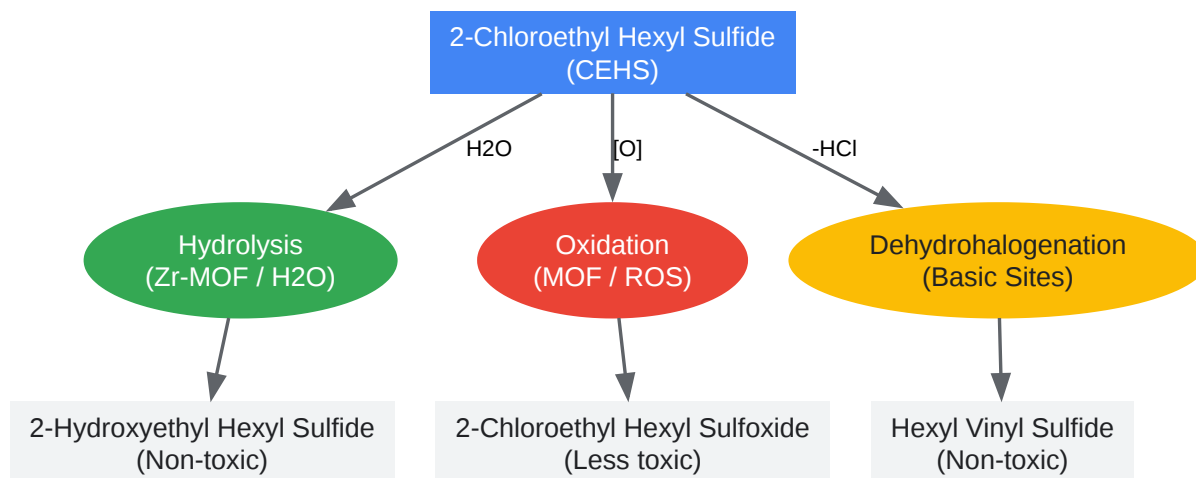 2-Chloroethyl Hexyl Sulfide
(CEHS)
H2O
[O]
-HCl
Hydrolysis
(Zr-MOF / H2O)
Oxidation
(MOF / ROS)
Dehydrohalogenation
(Basic Sites)
2-Hydroxyethyl Hexyl Sulfide
(Non-toxic)
2-Chloroethyl Hexyl Sulfoxide
(Less toxic)
Hexyl Vinyl Sulfide
(Non-toxic)